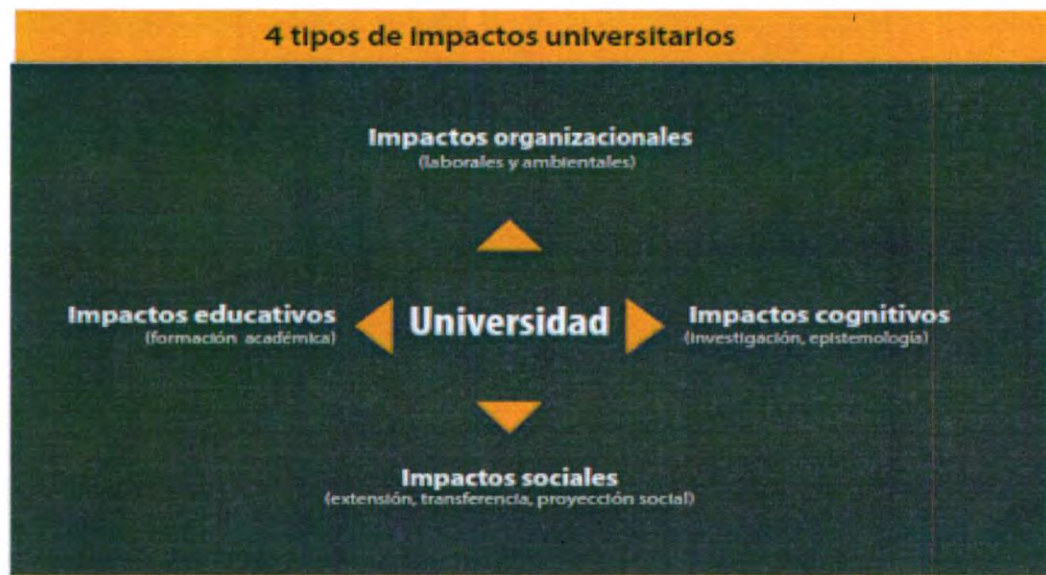 4 tipos de impactos universitarios
Impactos organizacionales
(laborales y ambientales)
Impactos educativos
(formación académica)
Universidad
Impactos cognitivos
(investigación, epistemología)
Impactos sociales
(extensión, transferencia, proyección social)